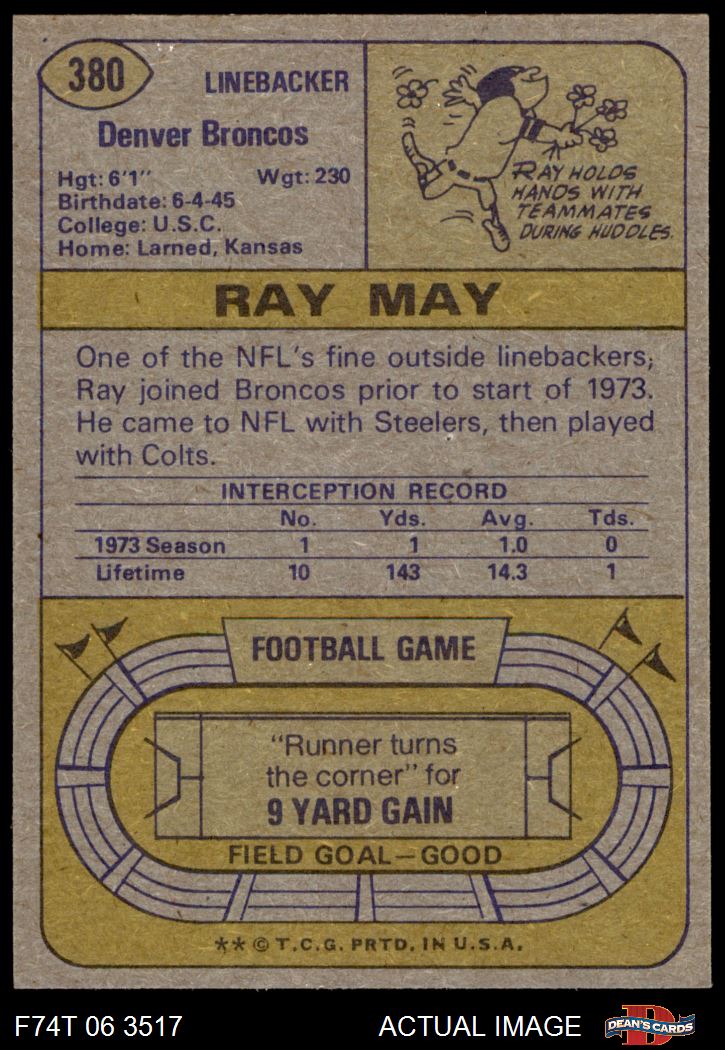 380
LINEBACKER
Denver Broncos
Hgt: 6'1" Wgt: 230
Birthdate: 6-4-45
College: U.S.C.
Home: Larned, Kansas
RAY HOLDS
HANDS WITH
TEAMMATES
DURING HUDDLES.
RAY MAY
One of the NFL's fine outside linebackers;
Ray joined Broncos prior to start of 1973.
He came to NFL with Steelers, then played
with Colts.
INTERCEPTION RECORD
No. Yds. Avg. Tds.
1973 Season 1 1 1.0 0
Lifetime 10 143 14.3 1
FOOTBALL GAME
"Runner turns
the corner" for
9 YARD GAIN
FIELD GOAL—GOOD
** © T.C.G. PRTD. IN U.S.A.
F74T 06 3517 ACTUAL IMAGE
D
DEAN'S CARDS